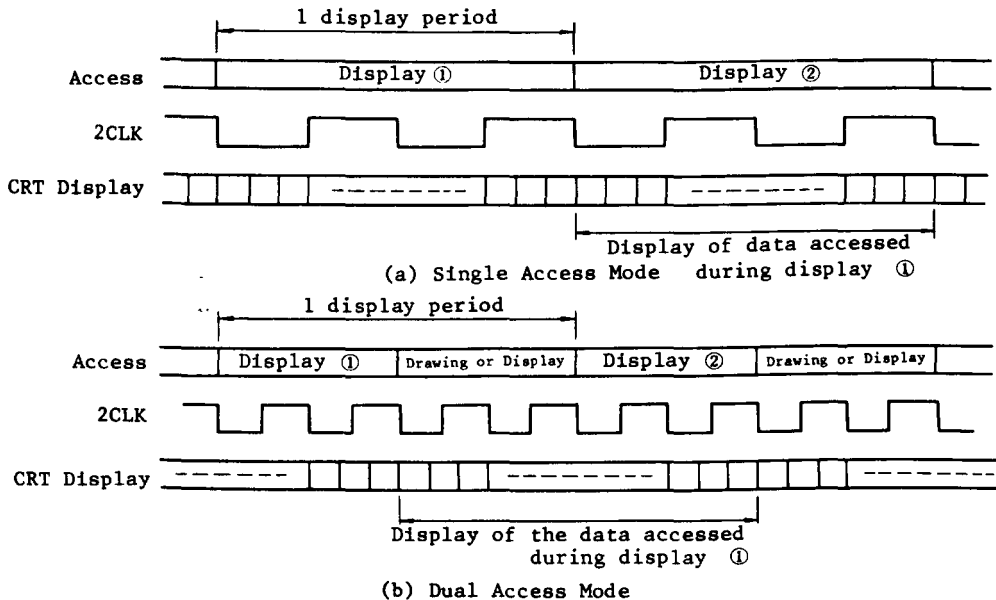 1 display period
Access Display ① Display ②
2CLK
CRT Display
Display of data accessed
during display ①
(a) Single Access Mode
1 display period
Access Display ① Drawing or Display Display ② Drawing or Display
2CLK
CRT Display
Display of the data accessed
during display ①
(b) Dual Access Mode